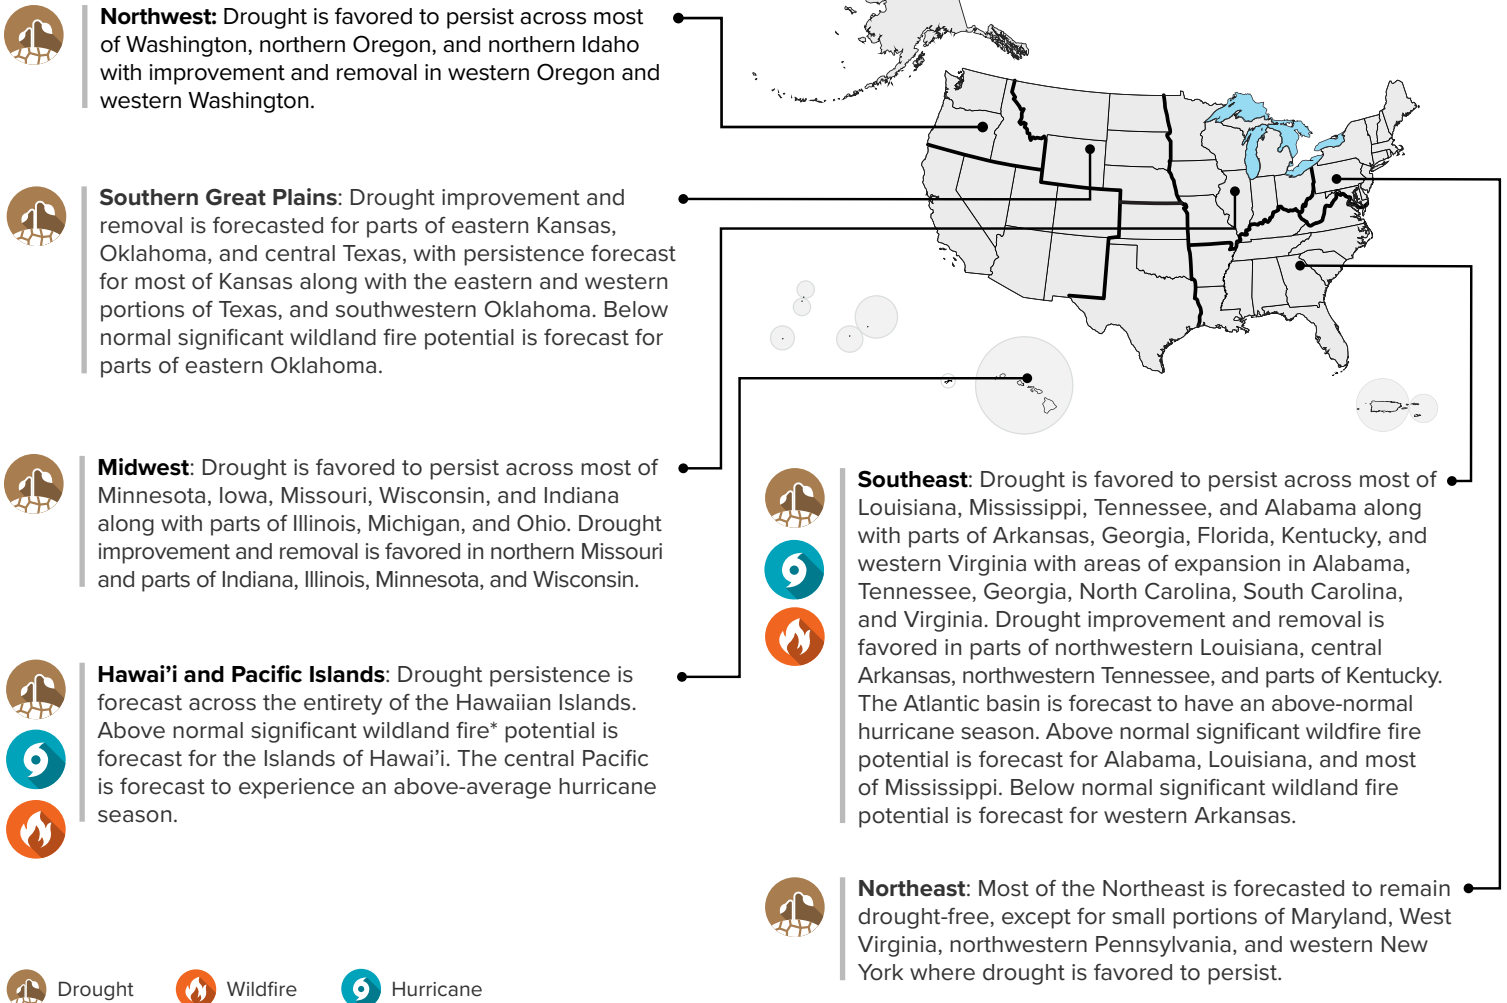 Northwest: Drought is favored to persist across most
of Washington, northern Oregon, and northern Idaho
with improvement and removal in western Oregon and
western Washington.
Southern Great Plains: Drought improvement and
removal is forecasted for parts of eastern Kansas,
Oklahoma, and central Texas, with persistence forecast
for most of Kansas along with the eastern and western
portions of Texas, and southwestern Oklahoma. Below
normal significant wildland fire potential is forecast for
parts of eastern Oklahoma.
Midwest: Drought is favored to persist across most of
Minnesota, Iowa, Missouri, Wisconsin, and Indiana
along with parts of Illinois, Michigan, and Ohio. Drought
improvement and removal is favored in northern Missouri
and parts of Indiana, Illinois, Minnesota, and Wisconsin.
Hawai’i and Pacific Islands: Drought persistence is
forecast across the entirety of the Hawaiian Islands.
Above normal significant wildland fire* potential is
forecast for the Islands of Hawai’i. The central Pacific
is forecast to experience an above-average hurricane
season.
Southeast: Drought is favored to persist across most of
Louisiana, Mississippi, Tennessee, and Alabama along
with parts of Arkansas, Georgia, Florida, Kentucky, and
western Virginia with areas of expansion in Alabama,
Tennessee, Georgia, North Carolina, South Carolina,
and Virginia. Drought improvement and removal is
favored in parts of northwestern Louisiana, central
Arkansas, northwestern Tennessee, and parts of Kentucky.
The Atlantic basin is forecast to have an above-normal
hurricane season. Above normal significant wildfire fire
potential is forecast for Alabama, Louisiana, and most
of Mississippi. Below normal significant wildland fire
potential is forecast for western Arkansas.
Northeast: Most of the Northeast is forecasted to remain
drought-free, except for small portions of Maryland, West
Virginia, northwestern Pennsylvania, and western New
York where drought is favored to persist.
Drought
Wildfire
Hurricane